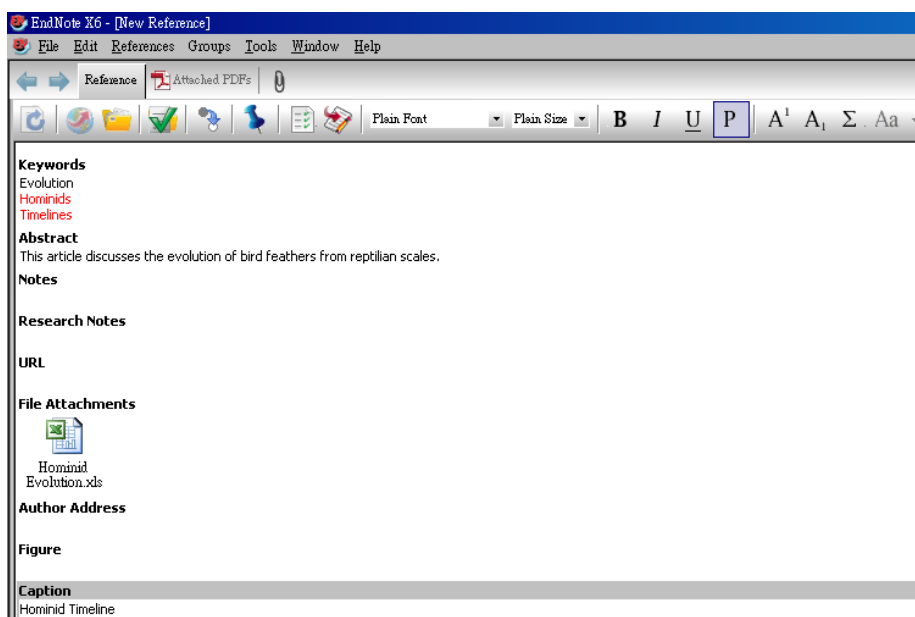 EndNote X6 - [New Reference]
File Edit References Groups Tools Window Help
Reference Attached PDFs
Plain Font Plain Size B I U P A¹ A₁ Σ Aa
Keywords
Evolution
Hominids
Timelines
Abstract
This article discusses the evolution of bird feathers from reptilian scales.
Notes
Research Notes
URL
File Attachments
Hominid
Evolution.xls
Author Address
Figure
Caption
Hominid Timeline